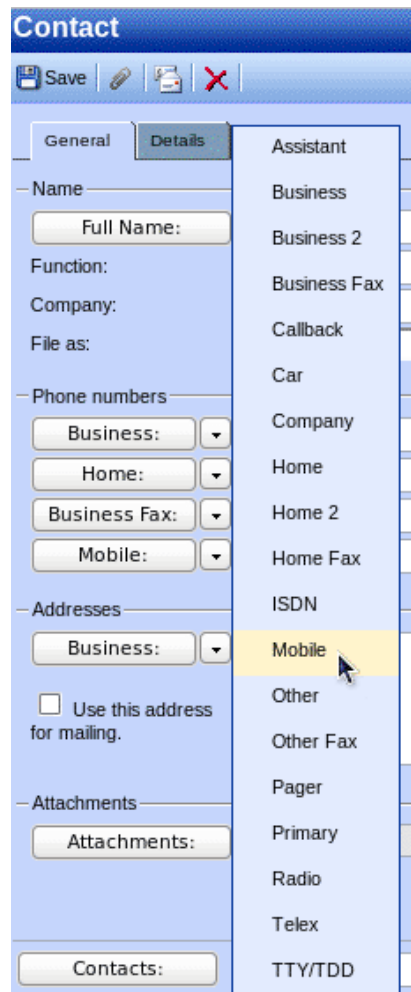 Contact
Save
General
Details
Name
Full Name:
Function:
Company:
File as:
Phone numbers
Business:
Home:
Business Fax:
Mobile:
Addresses
Business:
Use this address
for mailing.
Attachments
Attachments:
Contacts:
Assistant
Business
Business 2
Business Fax
Callback
Car
Company
Home
Home 2
Home Fax
ISDN
Mobile
Other
Other Fax
Pager
Primary
Radio
Telex
TTY/TDD